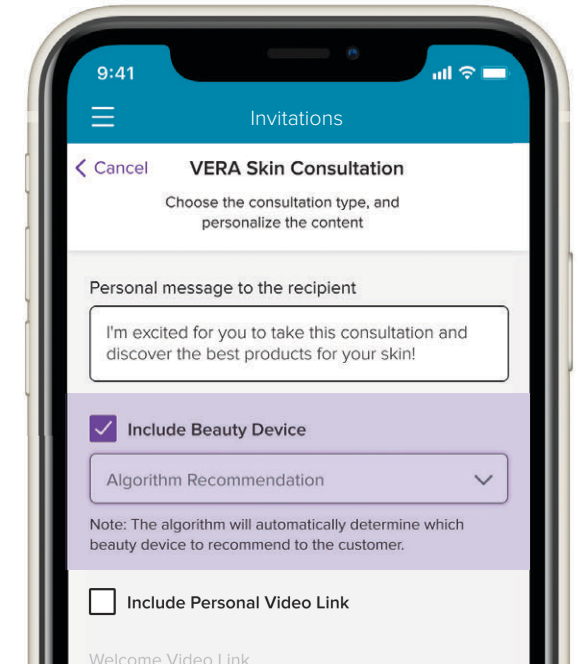 9:41
Invitations
Cancel
VERA Skin Consultation
Choose the consultation type, and
personalize the content
Personal message to the recipient
I'm excited for you to take this consultation and
discover the best products for your skin!
Include Beauty Device
Algorithm Recommendation
Note: The algorithm will automatically determine which
beauty device to recommend to the customer.
Include Personal Video Link
Welcome Video Link